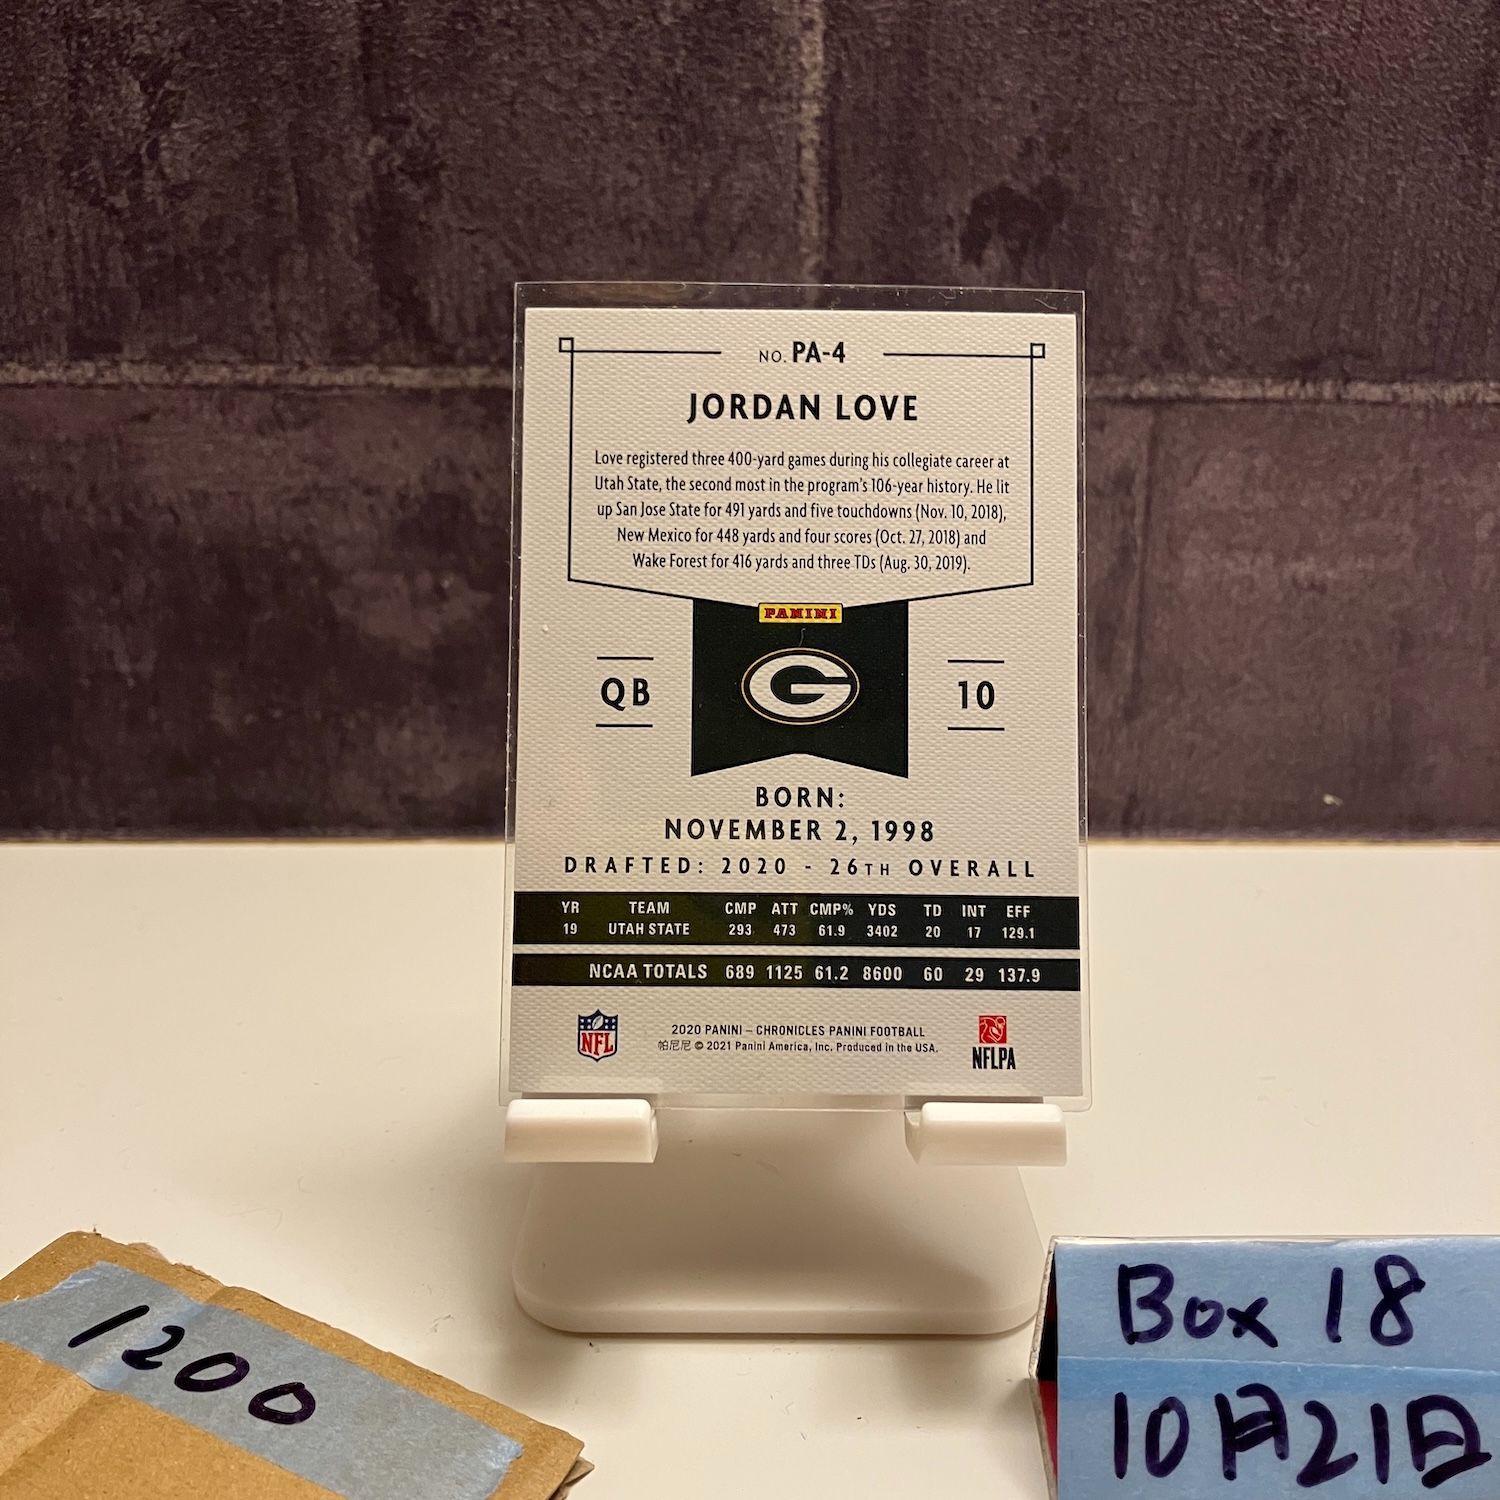 NO. PA-4
JORDAN LOVE
Love registered three 400-yard games during his collegiate career at
Utah State, the second most in the program's 106-year history. He lit
up San Jose State for 491 yards and five touchdowns (Nov. 10, 2018),
New Mexico for 448 yards and four scores (Oct. 27, 2018) and
Wake Forest for 416 yards and three TDs (Aug. 30, 2019).
PANINI
G
QB
10
BORN:
NOVEMBER 2, 1998
DRAFTED: 2020 - 26TH OVERALL
YR TEAM CMP ATT CMP% YDS TD INT EFF
19 UTAH STATE 293 473 61.9 3402 20 17 129.1
NCAA TOTALS 689 1125 61.2 8600 60 29 137.9
NFL
2020 PANINI – CHRONICLES PANINI FOOTBALL
帕尼尼 © 2021 Panini America, Inc. Produced in the USA.
NFLPA
1200
Box 18
10月21日